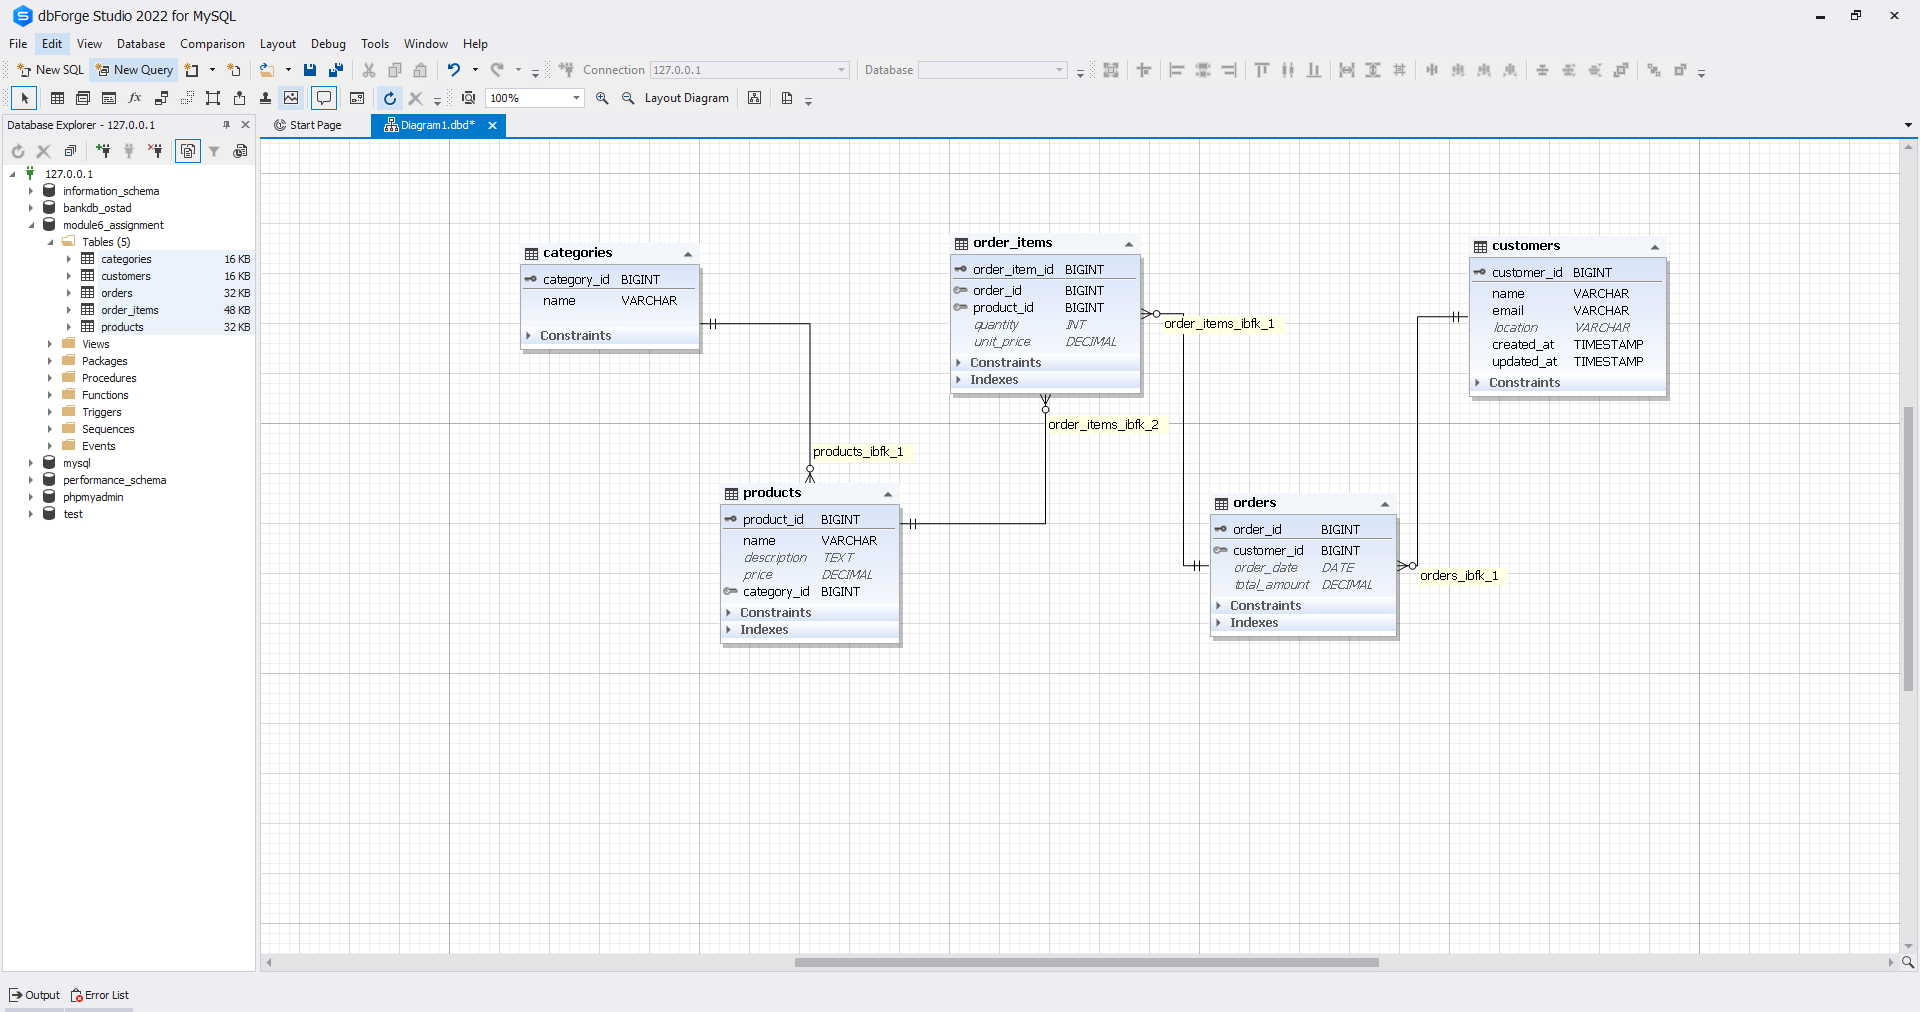 dbForge Studio 2022 for MySQL
File Edit View Database Comparison Layout Debug Tools Window Help
New SQL New Query Connection 127.0.0.1 Database
fx 100% Layout Diagram
Database Explorer - 127.0.0.1
Start Page Diagram1.dbd*
127.0.0.1
information_schema
bankdb_ostad
module6_assignment
Tables (5)
categories 16 KB
customers 16 KB
orders 32 KB
order_items 48 KB
products 32 KB
Views
Packages
Procedures
Functions
Triggers
Sequences
Events
mysql
performance_schema
phpmyadmin
test
categories
category_id BIGINT
name VARCHAR
Constraints
order_items
order_item_id BIGINT
order_id BIGINT
product_id BIGINT
quantity INT
unit_price DECIMAL
Constraints
Indexes
order_items_ibfk_1
customers
customer_id BIGINT
name VARCHAR
email VARCHAR
location VARCHAR
created_at TIMESTAMP
updated_at TIMESTAMP
Constraints
order_items_ibfk_2
products_ibfk_1
products
product_id BIGINT
name VARCHAR
description TEXT
price DECIMAL
category_id BIGINT
Constraints
Indexes
orders
order_id BIGINT
customer_id BIGINT
order_date DATE
total_amount DECIMAL
Constraints
Indexes
orders_ibfk_1
Output Error List